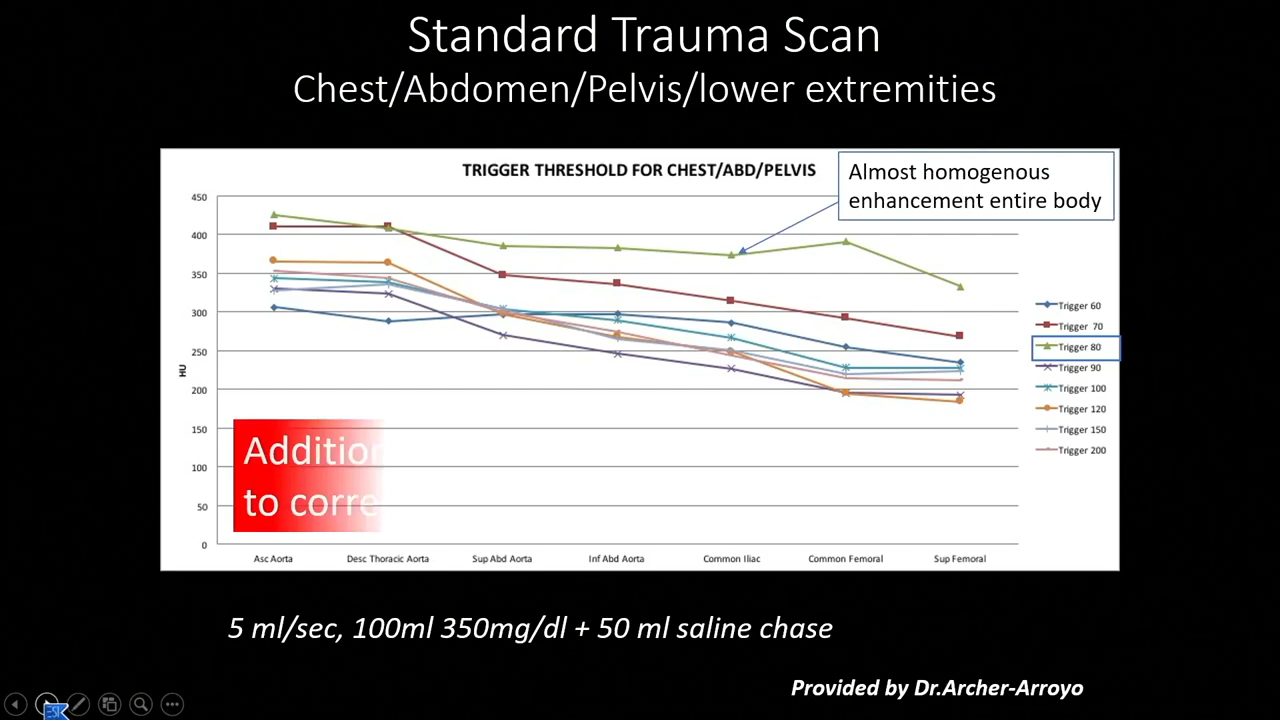 Standard Trauma Scan
Chest/Abdomen/Pelvis/lower extremities
TRIGGER THRESHOLD FOR CHEST/ABD/PELVIS
Almost homogenous
enhancement entire body
450
400
350
300
250
200
150
100
50
0
HU
Asc Aorta
Desc Thoracic Aorta
Sup Abd Aorta
Inf Abd Aorta
Common Iliac
Common Femoral
Sup Femoral
Trigger 60
Trigger 70
Trigger 80
Trigger 90
Trigger 100
Trigger 120
Trigger 150
Trigger 200
Addition
to corre
5 ml/sec, 100ml 350mg/dl + 50 ml saline chase
Provided by Dr.Archer-Arroyo